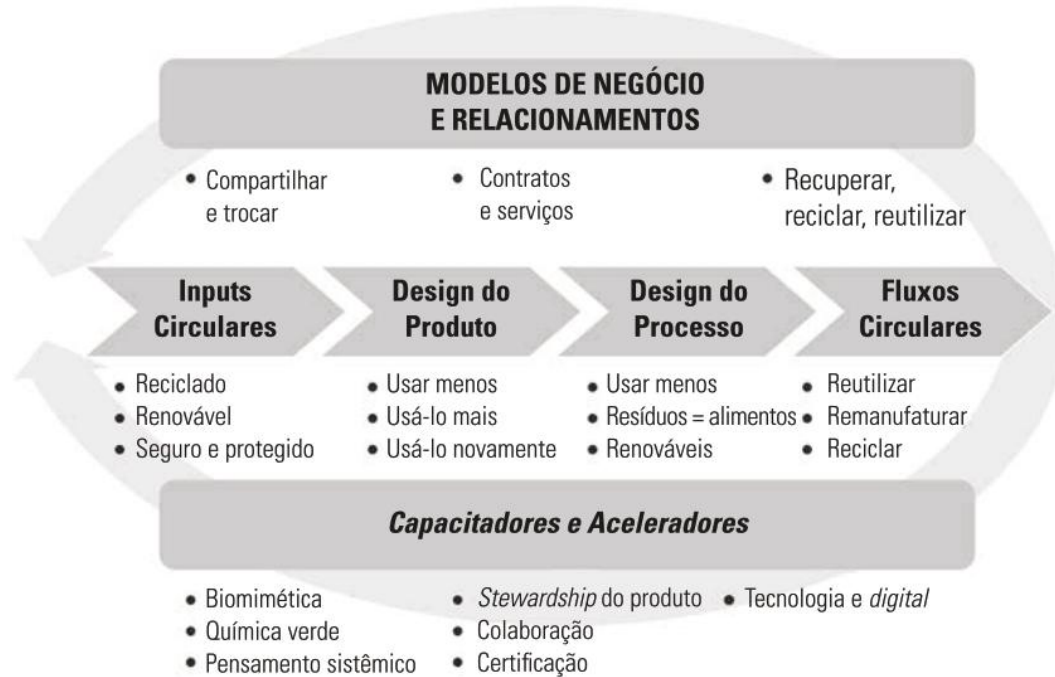 MODELOS DE NEGÓCIO
E RELACIONAMENTOS
• Compartilhar
e trocar
• Contratos
e serviços
• Recuperar,
reciclar, reutilizar
Inputs
Circulares
Design do
Produto
Design do
Processo
Fluxos
Circulares
• Reciclado
• Renovável
• Seguro e protegido
• Usar menos
• Usá-lo mais
• Usá-lo novamente
• Usar menos
• Resíduos = alimentos
• Renováveis
• Reutilizar
• Remanufaturar
• Reciclar
Capacitadores e Aceleradores
• Biomimética
• Química verde
• Pensamento sistêmico
• Stewardship do produto
• Colaboração
• Certificação
• Tecnologia e digital